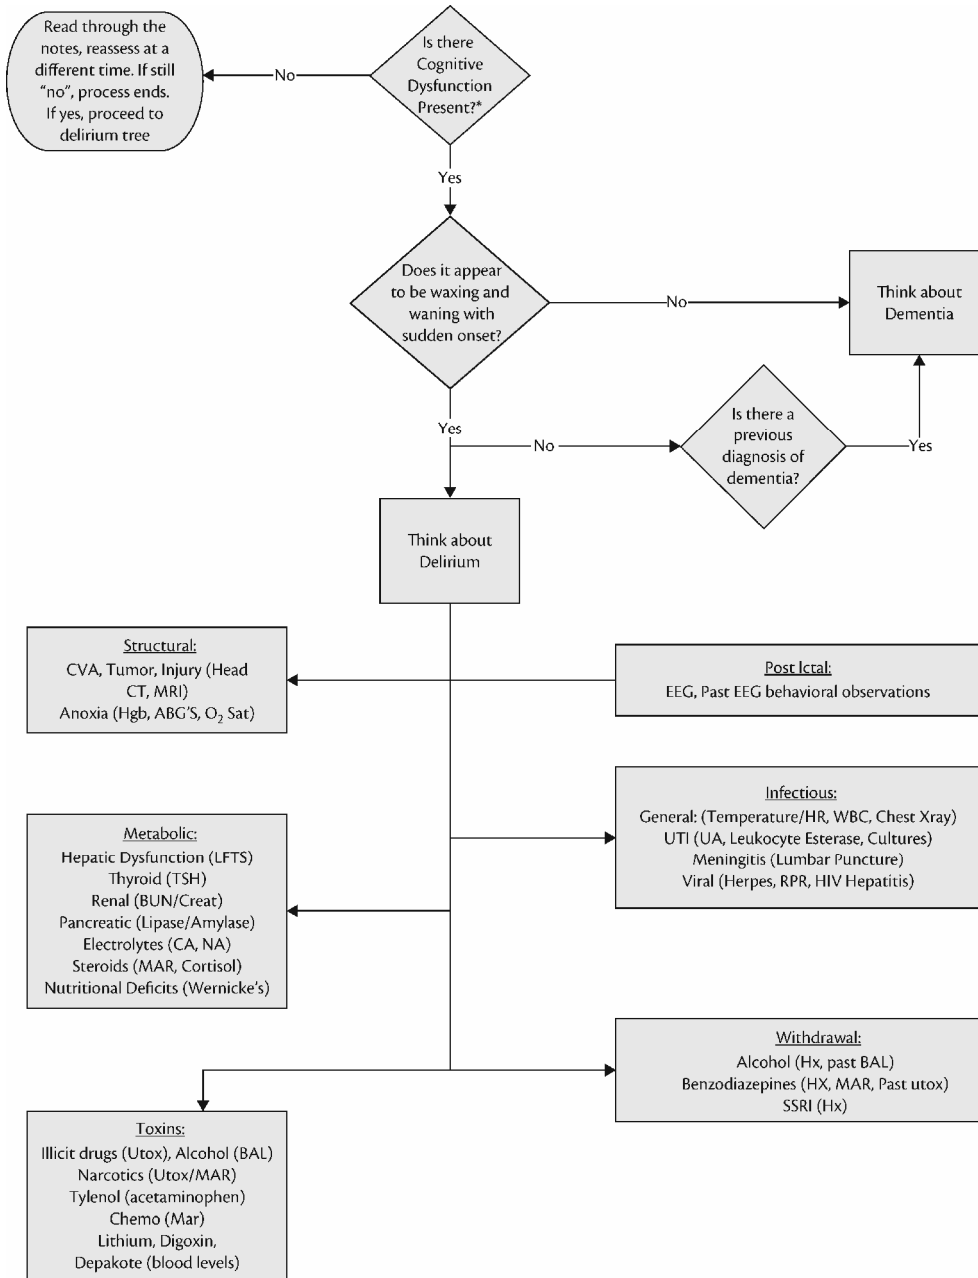 Read through the
notes, reassess at a
different time. If still
“no”, process ends.
If yes, proceed to
delirium tree
No
Is there
Cognitive
Dysfunction
Present?*
Yes
Does it appear
to be waxing and
waning with
sudden onset?
No
Think about
Dementia
Yes
No
Is there a
previous
diagnosis of
dementia?
Yes
Think about
Delirium
Structural:
CVA, Tumor, Injury (Head
CT, MRI)
Anoxia (Hgb, ABG’S, O₂ Sat)
Post Ictal:
EEG, Past EEG behavioral observations
Infectious:
General: (Temperature/HR, WBC, Chest Xray)
UTI (UA, Leukocyte Esterase, Cultures)
Meningitis (Lumbar Puncture)
Viral (Herpes, RPR, HIV Hepatitis)
Metabolic:
Hepatic Dysfunction (LFTS)
Thyroid (TSH)
Renal (BUN/Creat)
Pancreatic (Lipase/Amylase)
Electrolytes (CA, NA)
Steroids (MAR, Cortisol)
Nutritional Deficits (Wernicke’s)
Withdrawal:
Alcohol (Hx, past BAL)
Benzodiazepines (HX, MAR, Past utox)
SSRI (Hx)
Toxins:
Illicit drugs (Utox), Alcohol (BAL)
Narcotics (Utox/MAR)
Tylenol (acetaminophen)
Chemo (Mar)
Lithium, Digoxin,
Depakote (blood levels)